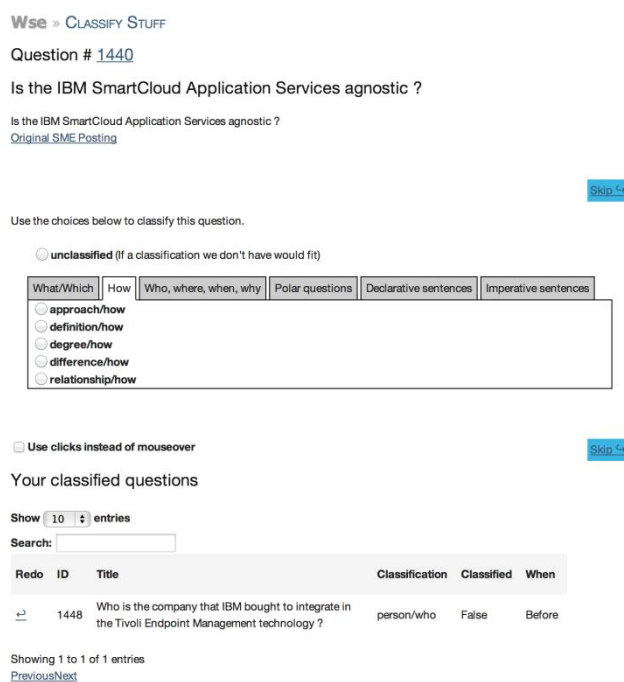 Wse » Classify Stuff
Question # 1440
Is the IBM SmartCloud Application Services agnostic ?
Is the IBM SmartCloud Application Services agnostic ?
Original SME Posting
Skip
Use the choices below to classify this question.
unclassified (If a classification we don't have would fit)
What/Which How Who, where, when, why Polar questions Declarative sentences Imperative sentences
approach/how
definition/how
degree/how
difference/how
relationship/how
Use clicks instead of mouseover
Skip
Your classified questions
Show 10 entries
Search:
Redo ID Title Classification Classified When
Who is the company that IBM bought to integrate in
1448 person/who False Before
the Tivoli Endpoint Management technology ?
Showing 1 to 1 of 1 entries
PreviousNext